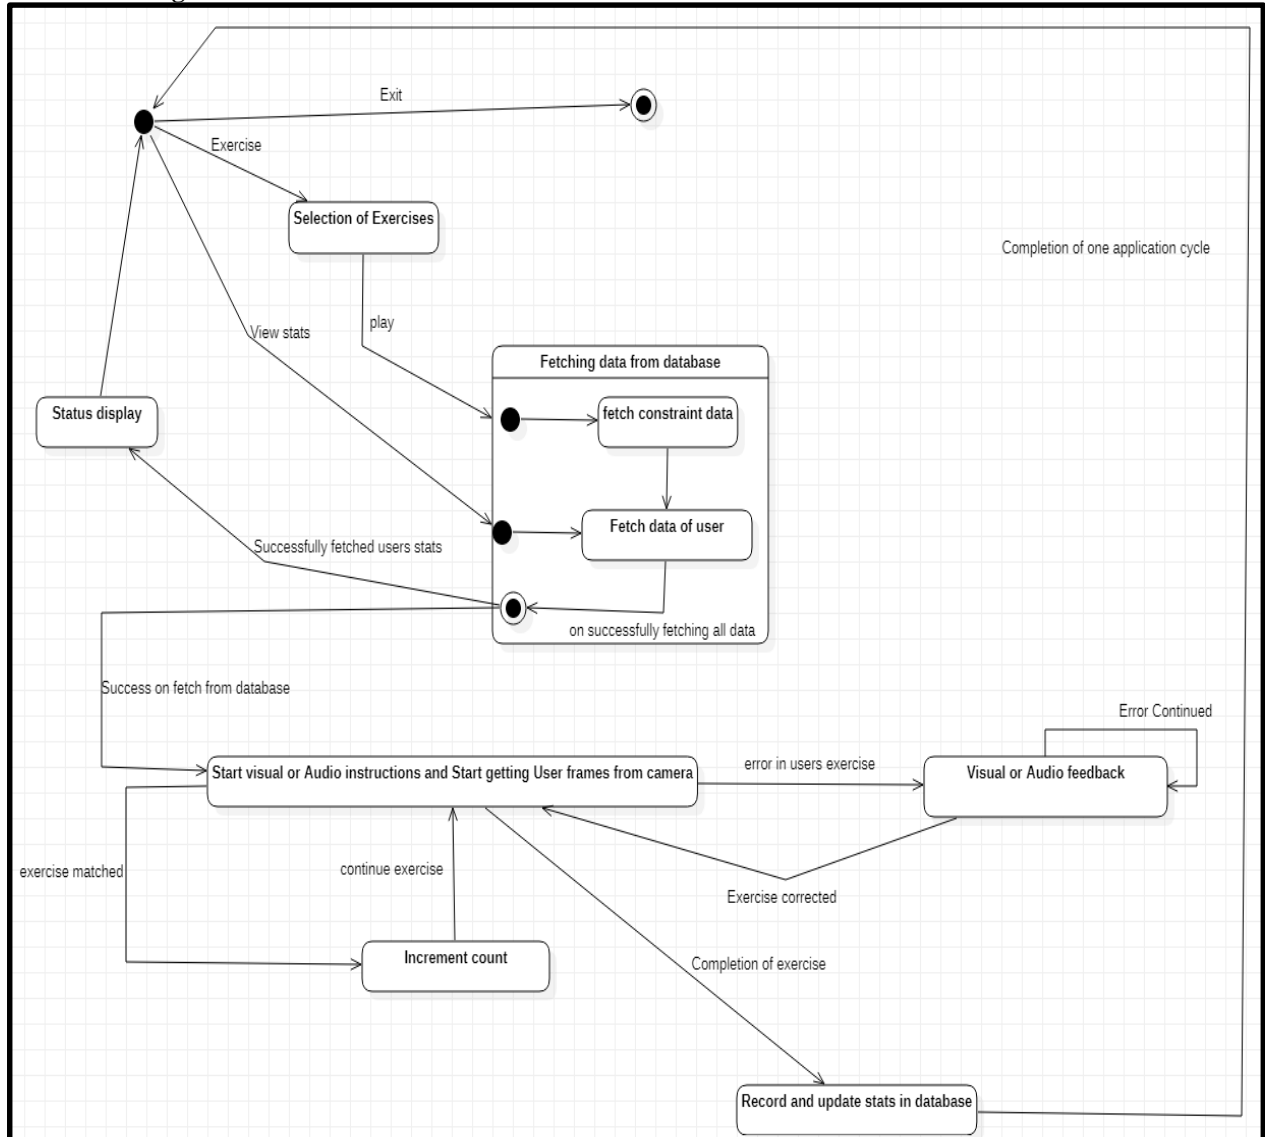 Exit
Exercise
Selection of Exercises
Completion of one application cycle
play
View stats
Fetching data from database
Status display
fetch constraint data
Fetch data of user
Successfully fetched users stats
on successfully fetching all data
Success on fetch from database
Error Continued
Start visual or Audio instructions and Start getting User frames from camera
error in users exercise
Visual or Audio feedback
exercise matched
continue exercise
Exercise corrected
Increment count
Completion of exercise
Record and update stats in database